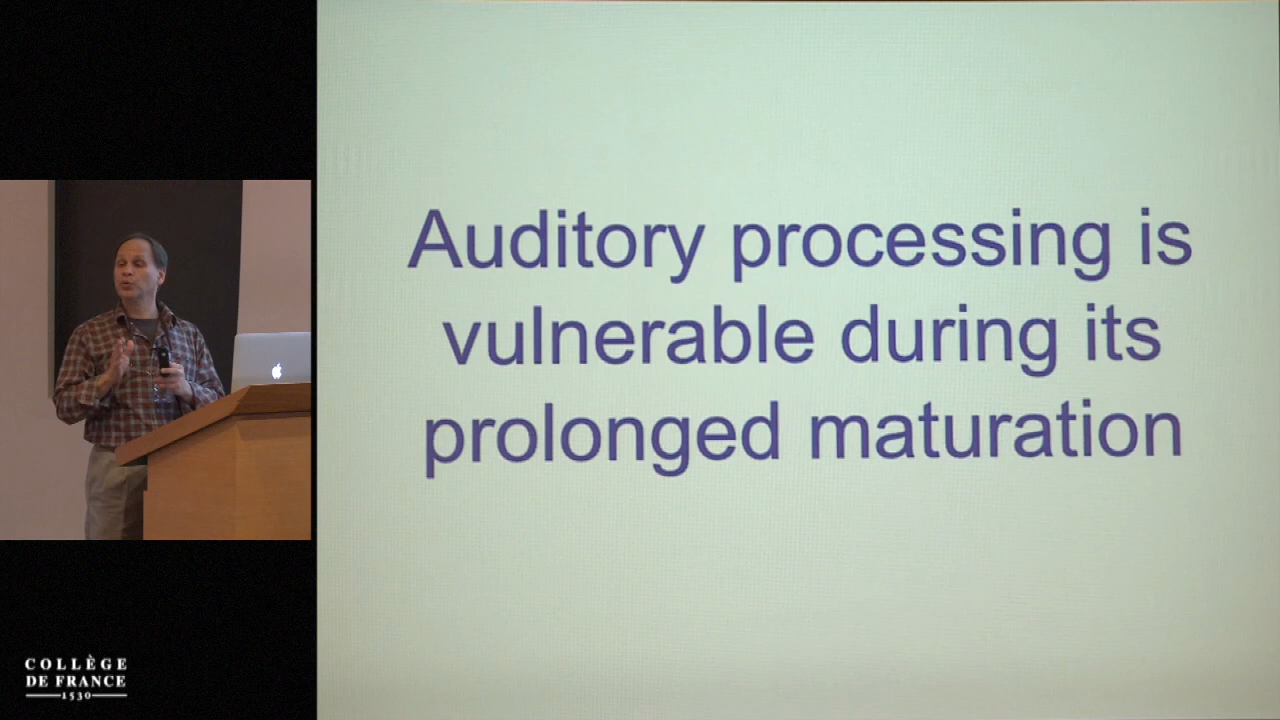 Auditory processing is
vulnerable during its
prolonged maturation
COLLÈGE
DE FRANCE
1530